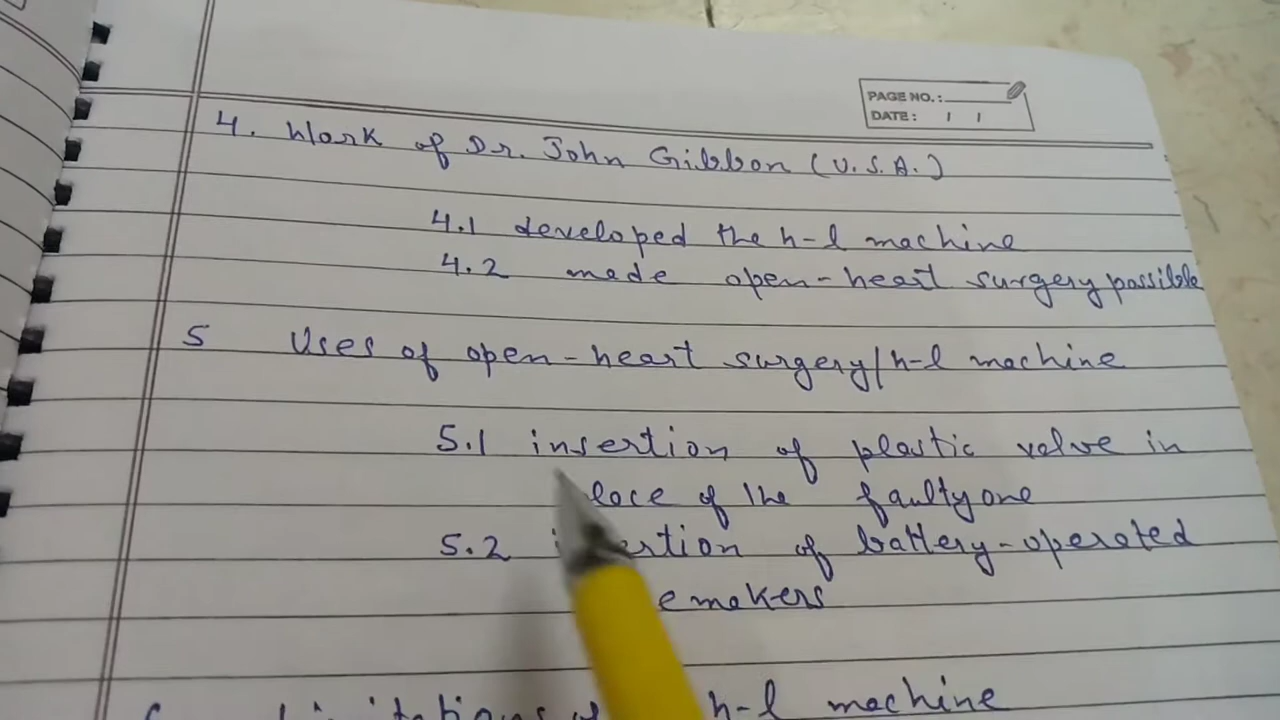 PAGE NO.:
DATE: / /
4. Work of Dr. John Gibbon (U.S.A.)
4.1 developed the h-l machine
4.2 made open-heart surgery possible
5 Uses of open-heart surgery/h-l machine
5.1 insertion of plastic valve in
of the faulty one
5.2 of battery-operated
h-l machine